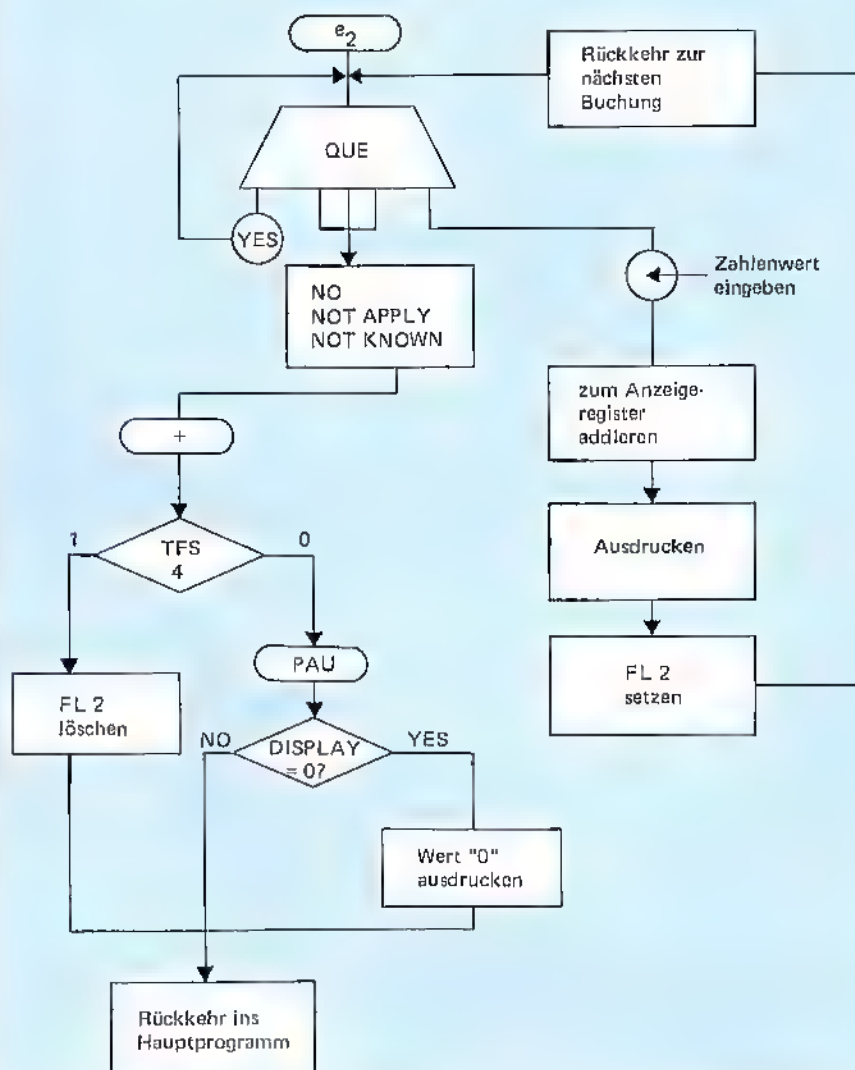 e2
Rückkehr zur
nächsten
Buchung
QUE
YES
Zahlenwert
eingeben
NO
NOT APPLY
NOT KNOWN
zum Anzeige-
register
addieren
+
1
TFS
4
0
Ausdrucken
PAU
FL 2
setzen
FL 2
löschen
NO
DISPLAY
= 0?
YES
Wert "0"
ausdrucken
Rückkehr ins
Hauptprogramm